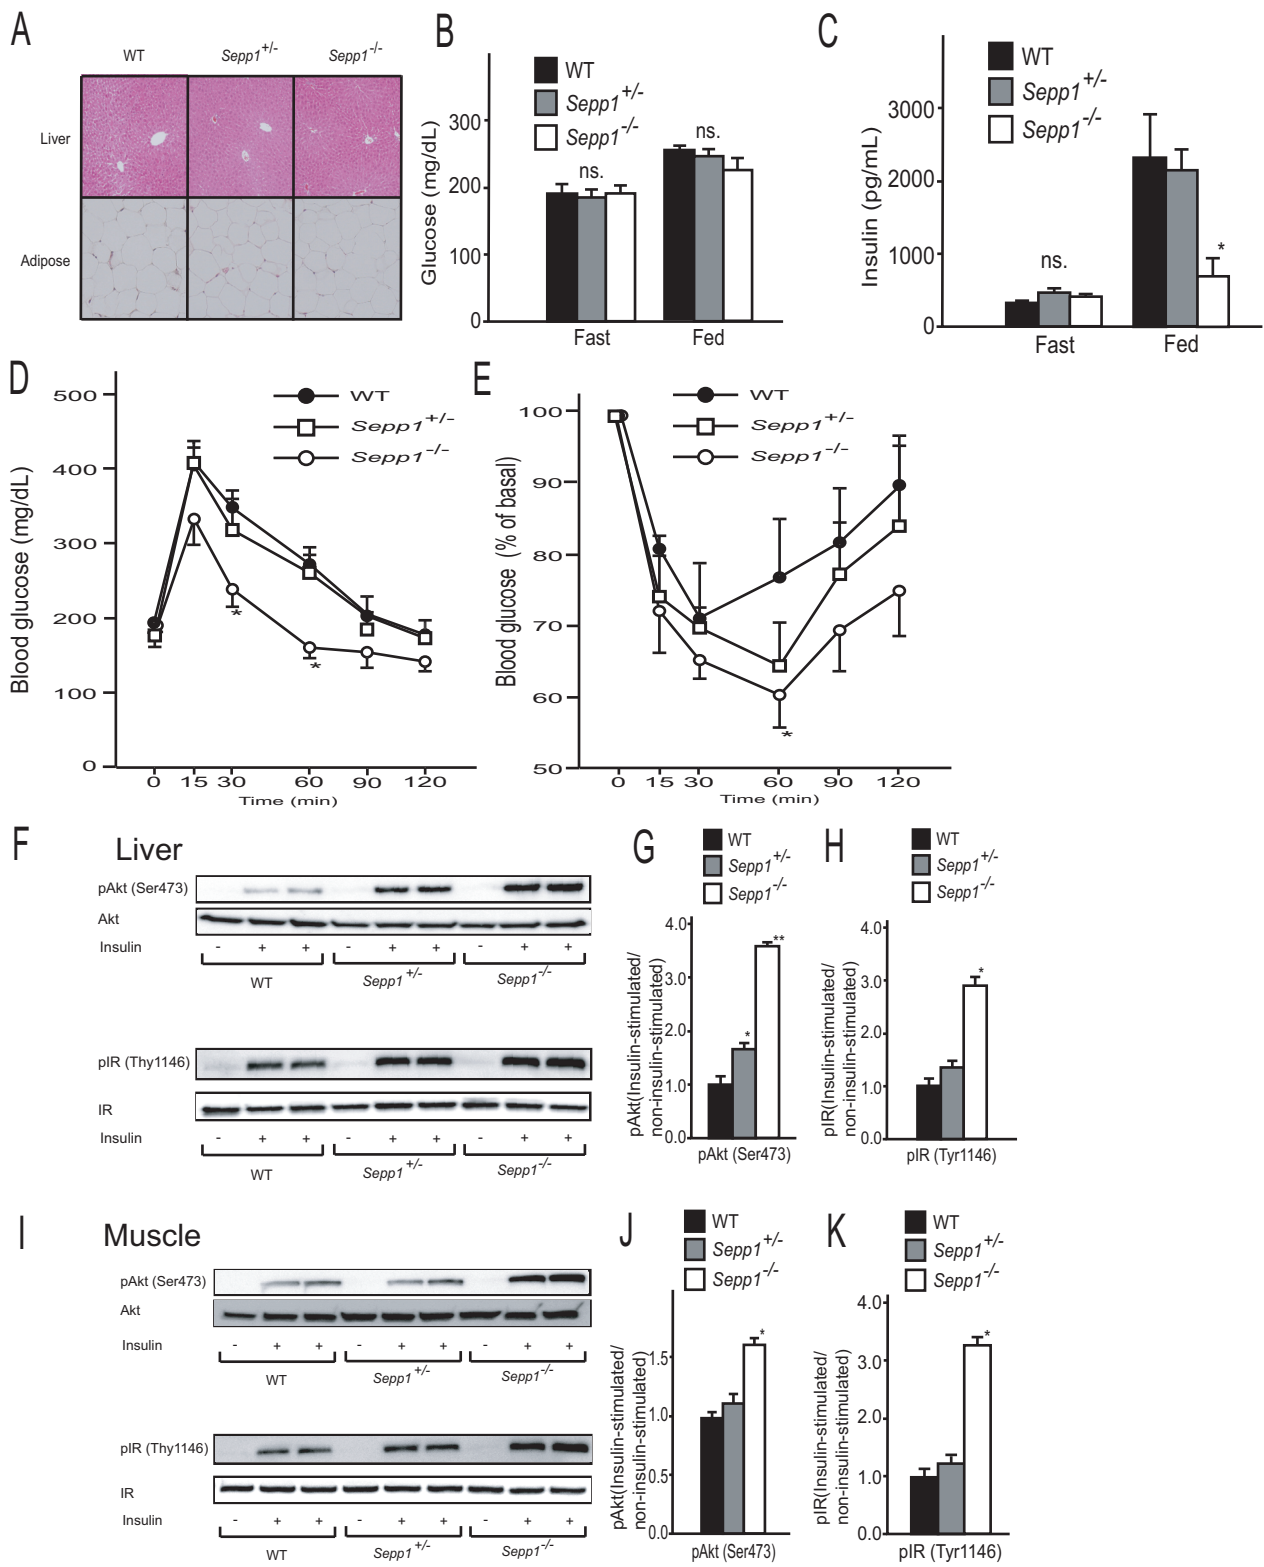 A
WT
Sepp1+/-
Sepp1-/-
Liver
Adipose
B
WT
Sepp1+/-
Sepp1-/-
Glucose (mg/dL)
300
200
100
0
ns.
ns.
Fast
Fed
C
WT
Sepp1+/-
Sepp1-/-
Insulin (pg/mL)
3000
2000
1000
0
ns.
*
Fast
Fed
D
WT
Sepp1+/-
Sepp1-/-
Blood glucose (mg/dL)
500
400
300
200
100
0
*
*
0 15 30 60 90 120
Time (min)
E
WT
Sepp1+/-
Sepp1-/-
Blood glucose (% of basal)
100
90
80
70
60
50
*
0 15 30 60 90 120
Time (min)
F
Liver
pAkt (Ser473)
Akt
Insulin - + + - + + - + +
WT Sepp1+/- Sepp1-/-
pIR (Thy1146)
IR
Insulin - + + - + + - + +
WT Sepp1+/- Sepp1-/-
G
WT
Sepp1+/-
Sepp1-/-
pAkt(Insulin-stimulated/
non-insulin-stimulated)
4.0
3.0
2.0
1.0
0.0
*
**
pAkt (Ser473)
H
WT
Sepp1+/-
Sepp1-/-
pIR(Insulin-stimulated/
non-insulin-stimulated)
4.0
3.0
2.0
1.0
0.0
*
pIR (Tyr1146)
I
Muscle
pAkt (Ser473)
Akt
Insulin - + + - + + - + +
WT Sepp1+/- Sepp1-/-
pIR (Thy1146)
IR
Insulin - + + - + + - + +
WT Sepp1+/- Sepp1-/-
J
WT
Sepp1+/-
Sepp1-/-
pAkt(Insulin-stimulated/
non-insulin-stimulated)
1.5
1.0
0.5
0.0
*
pAkt (Ser473)
K
WT
Sepp1+/-
Sepp1-/-
pIR(Insulin-stimulated/
non-insulin-stimulated)
4.0
3.0
2.0
1.0
0.0
*
pIR (Tyr1146)